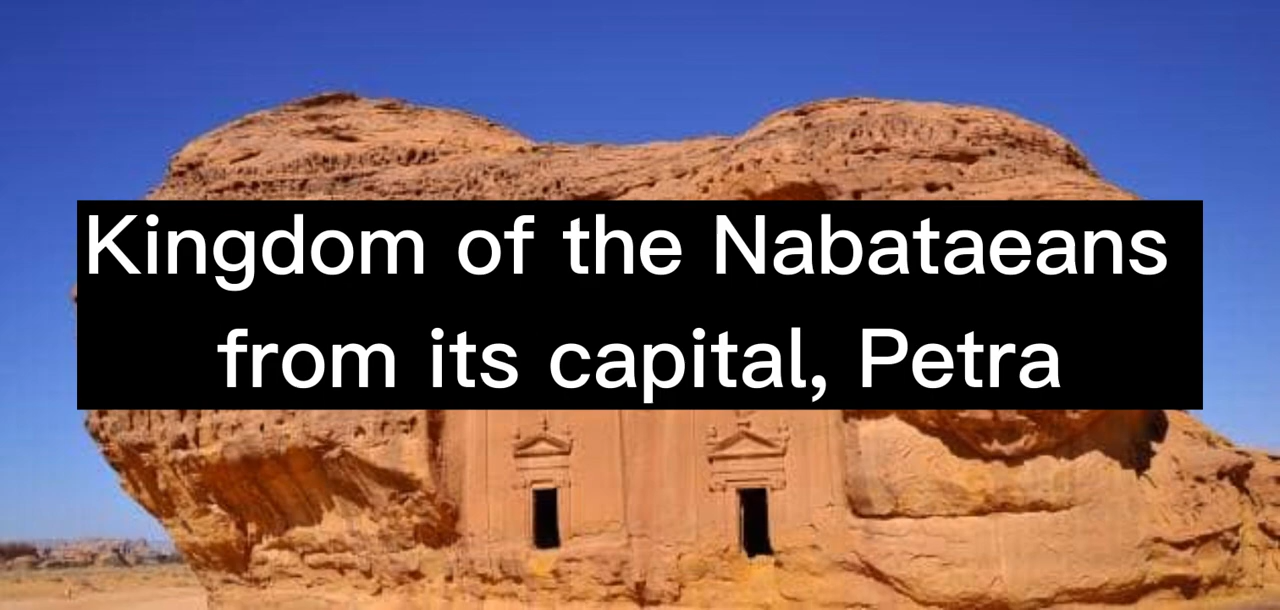 Kingdom of the Nabataeans
from its capital, Petra